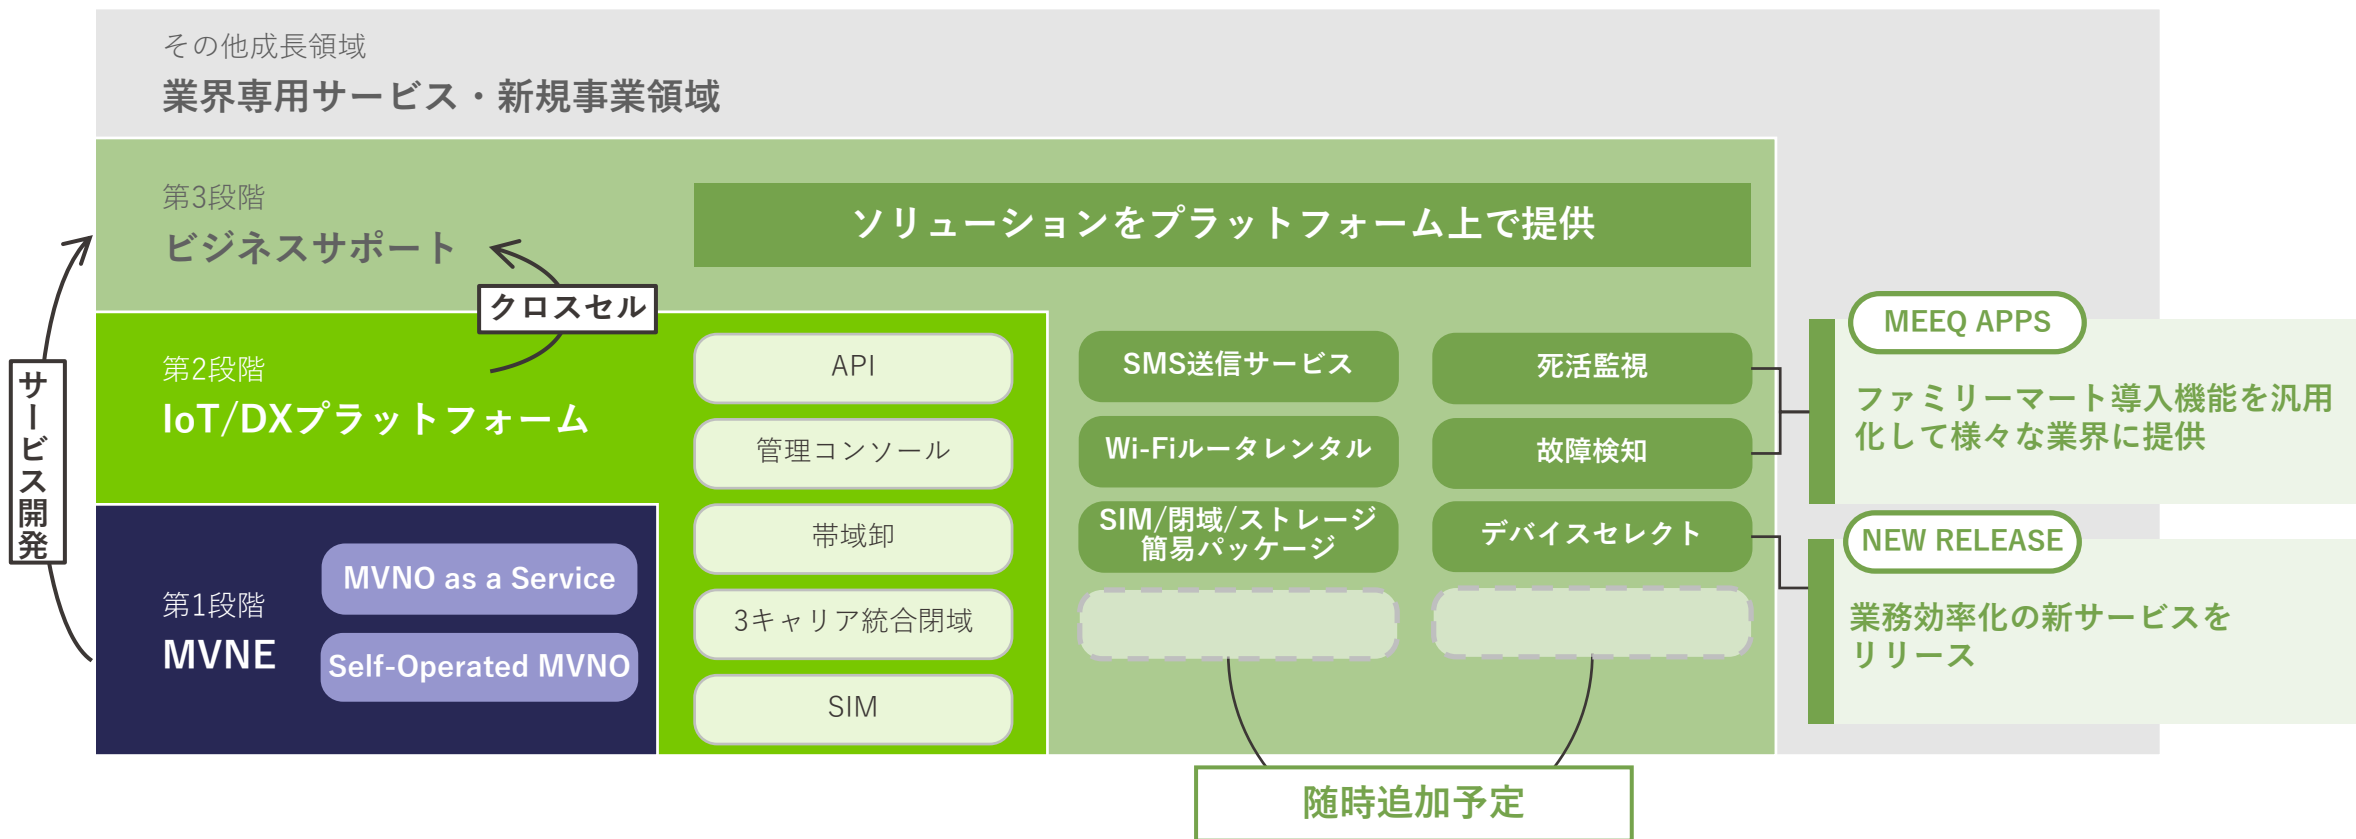 その他成長領域
業界専用サービス・新規事業領域
第3段階
ビジネスサポート
ソリューションをプラットフォーム上で提供
クロスセル
サービス開発
第2段階
IoT/DXプラットフォーム
API
管理コンソール
帯域卸
3キャリア統合閉域
SIM
第1段階
MVNE
MVNO as a Service
Self-Operated MVNO
SMS送信サービス
Wi-Fiルータレンタル
SIM/閉域/ストレージ
簡易パッケージ
死活監視
故障検知
デバイスセレクト
MEEQ APPS
ファミリーマート導入機能を汎用
化して様々な業界に提供
NEW RELEASE
業務効率化の新サービスを
リリース
随時追加予定